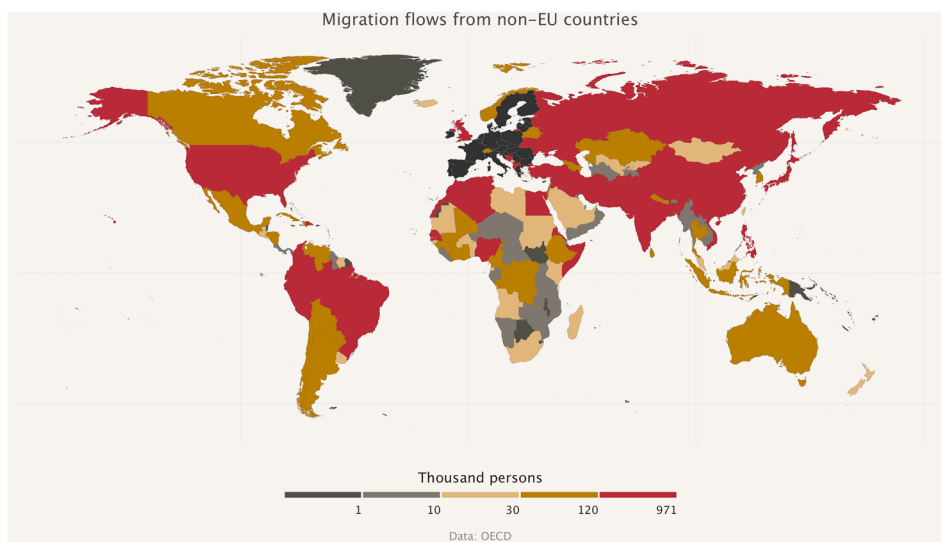 Migration flows from non-EU countries
Thousand persons
1 10 30 120 971
Data: OECD